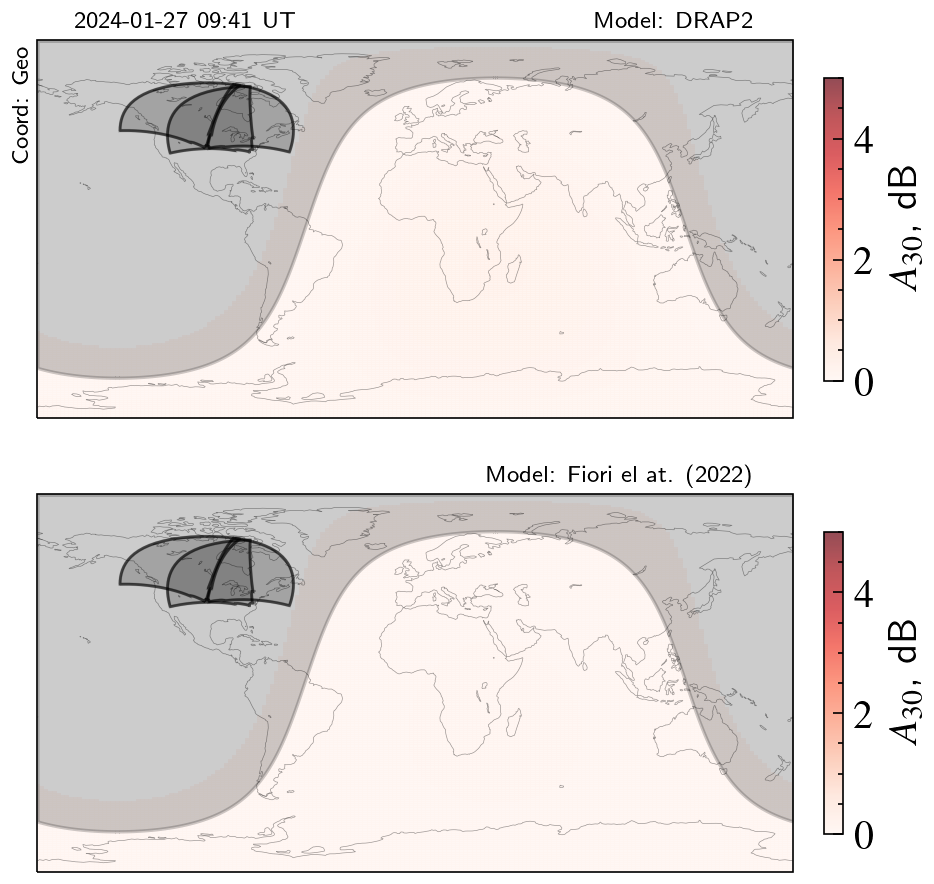 2024-01-27 09:41 UT
Model: DRAP2
Coord: Geo
4
2
0
A30, dB
Model: Fiori el at. (2022)
4
2
0
A30, dB